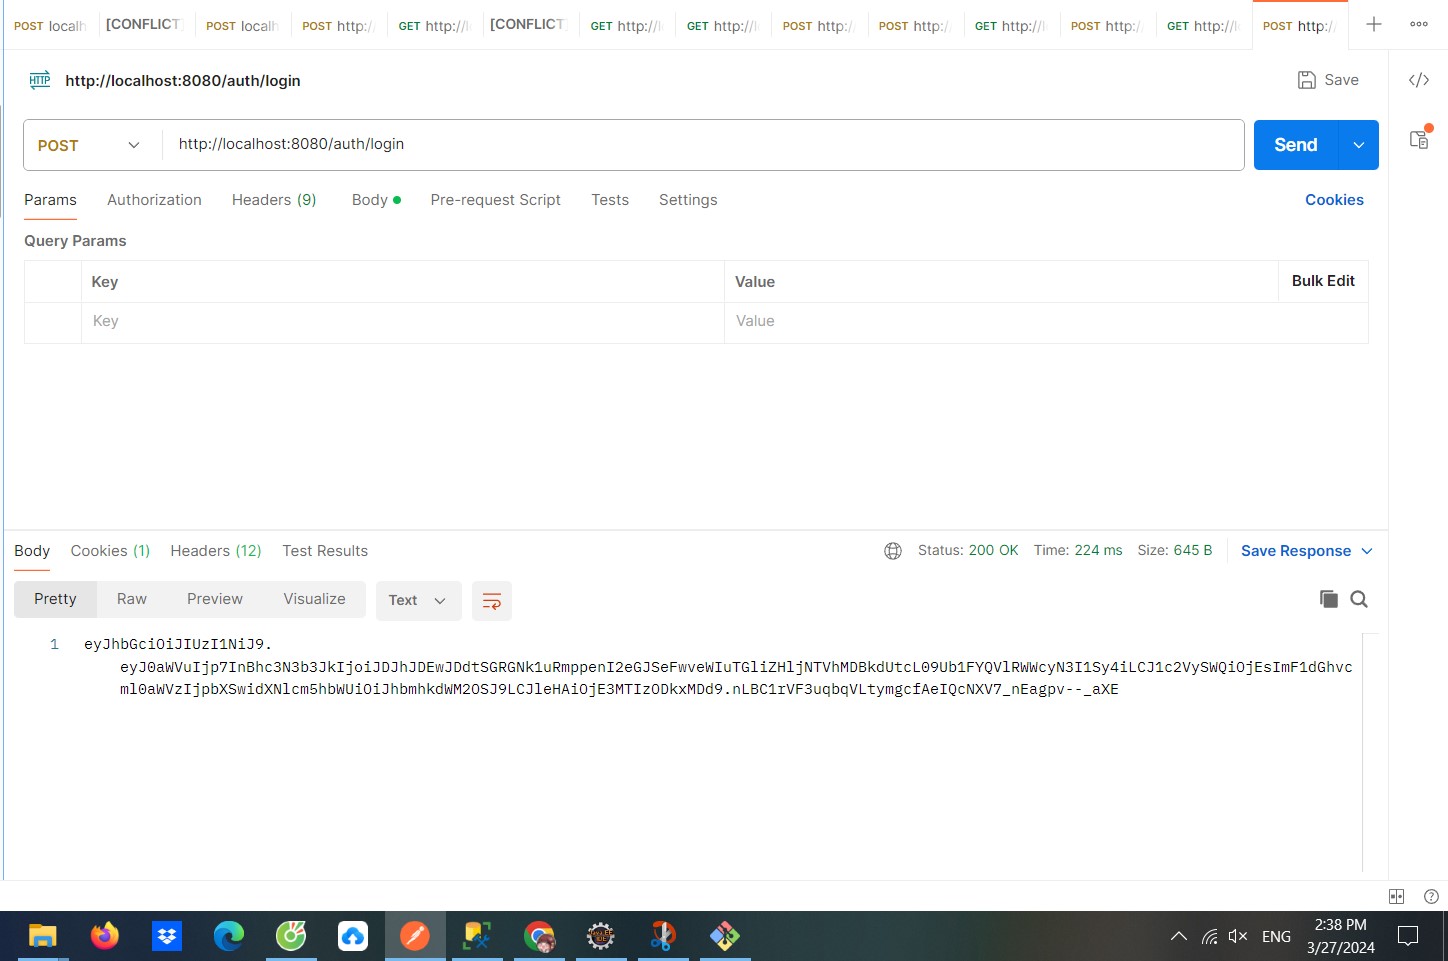 POST localh [CONFLICT] POST localh POST http:/ GET http://l [CONFLICT] GET http://l GET http://l POST http: POST http:/ GET http://l POST http: GET http://l POST http:/
HTTP http://localhost:8080/auth/login Save
POST http://localhost:8080/auth/login Send
Params Authorization Headers (9) Body Pre-request Script Tests Settings Cookies
Query Params
Key Value Bulk Edit
Key Value
Body Cookies (1) Headers (12) Test Results Status: 200 OK Time: 224 ms Size: 645 B Save Response
Pretty Raw Preview Visualize Text
1 eyJhbGciOiJIUzI1NiJ9.
eyJ0aWVuIjp7InBhc3N3b3JkIjoiJDJhJDEwJDdtSGRGNk1uRmppenI2eGJSeFwveWIuTGliZHljNTVhMDBkdUtcL09Ub1FYQVlRWWcyN3I1Sy4iLCJ1c2VySWQiOjEsImF1dGhvc
ml0aWVzIjpbXSwidXNlcm5hbWUiOiJhbmhkdWM2OSJ9LCJleHAiOjE3MTIzODkxMDd9.nLBC1rVF3uqbqVLtymgcfAeIQcNXV7_nEagpv--_aXE
ENG 2:38 PM
3/27/2024